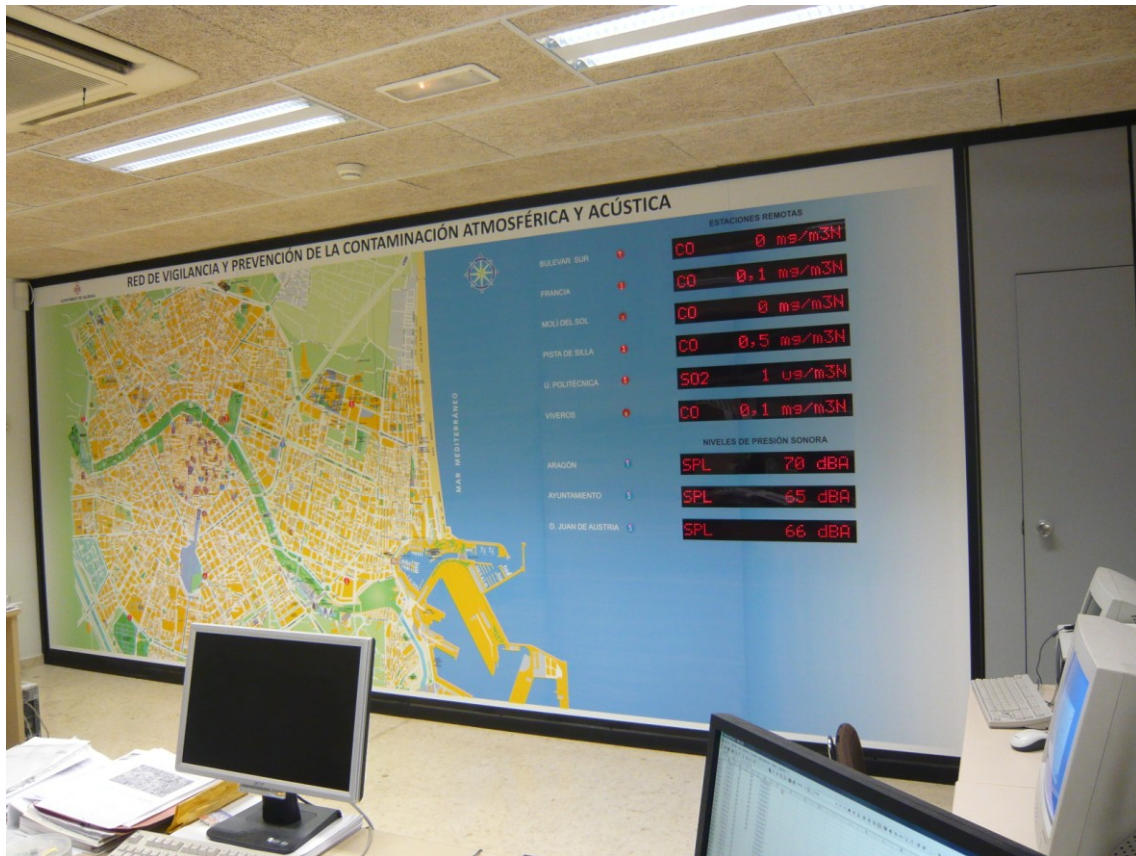 RED DE VIGILANCIA Y PREVENCIÓN DE LA CONTAMINACIÓN ATMOSFÉRICA Y ACÚSTICA
ESTACIONES REMOTAS
BULEVAR SUR CO 0 mg/m3N
FRANCIA CO 0,1 mg/m3N
MOLÍ DEL SOL CO 0 mg/m3N
PISTA DE SILLA CO 0,5 mg/m3N
U. POLITÉCNICA SO2 1 ug/m3N
VIVEROS CO 0,1 mg/m3N
NIVELES DE PRESIÓN SONORA
ARAGÓN SPL 70 dBA
AYUNTAMIENTO SPL 65 dBA
D. JUAN DE AUSTRIA SPL 66 dBA
MAR MEDITERRÁNEO